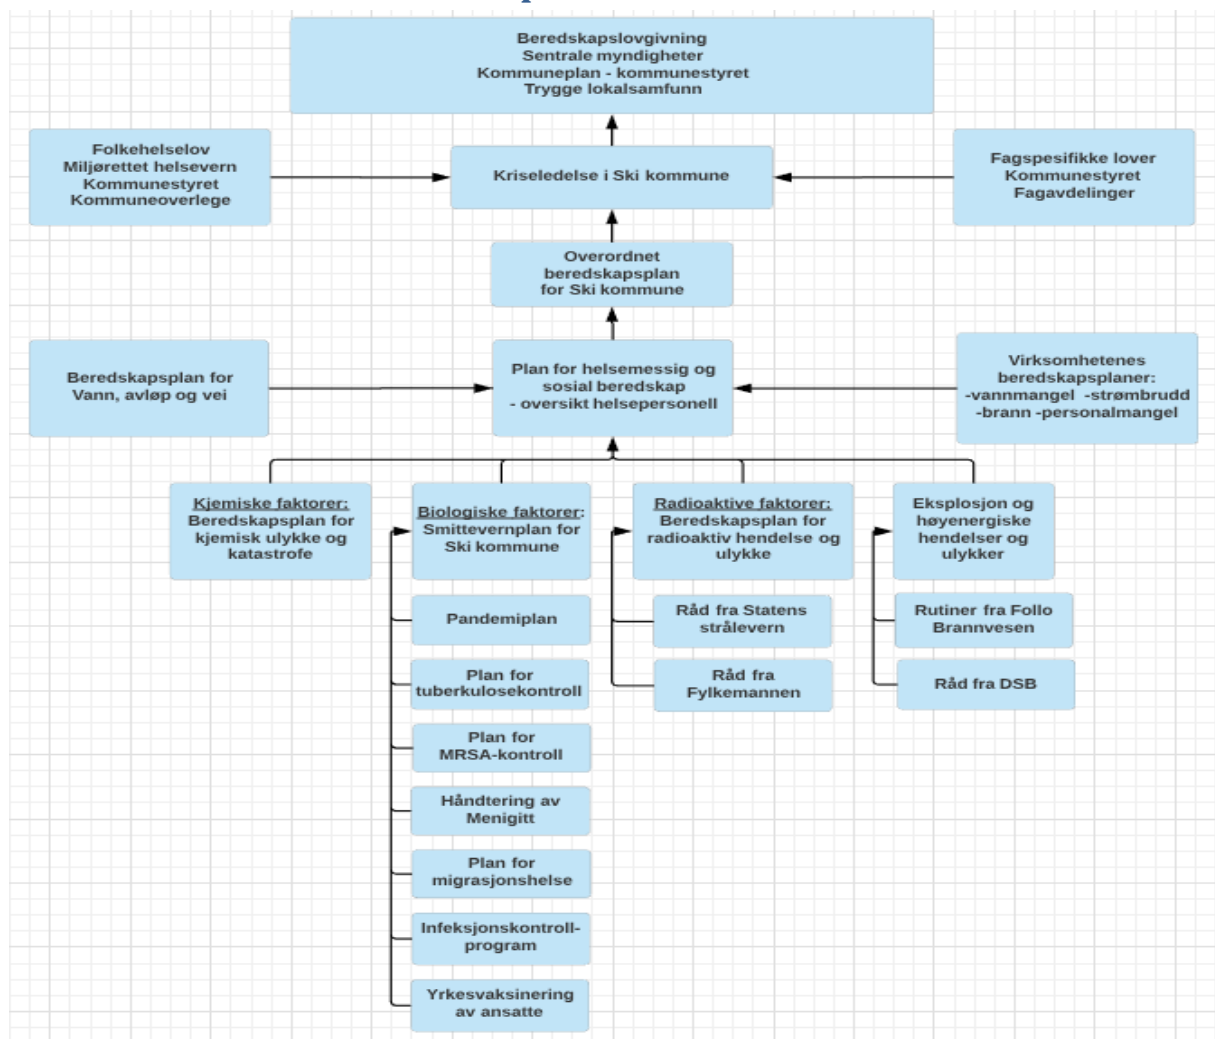 Beredskapslovgivning
Sentrale myndigheter
Kommuneplan - kommunestyret
Trygge lokalsamfunn
Folkehelselov
Miljørettet helsevern
Kommunestyret
Kommuneoverlege
Kriseledelse i Ski kommune
Fagspesifikke lover
Kommunestyret
Fagavdelinger
Overordnet
beredskapsplan
for Ski kommune
Beredskapsplan for
Vann, avløp og vei
Plan for helsemessig og
sosial beredskap
- oversikt helsepersonell
Virksomhetenes
beredskapsplaner:
-vannmangel -strømbrudd
-brann -personalmangel
Kjemiske faktorer:
Beredskapsplan for
kjemisk ulykke og
katastrofe
Biologiske faktorer:
Smittevernplan for
Ski kommune
Radioaktive faktorer:
Beredskapsplan for
radioaktiv hendelse og
ulykke
Eksplosjon og
høyenergiske
hendelser og
ulykker
Pandemiplan
Plan for
tuberkulosekontroll
Plan for
MRSA-kontroll
Håndtering av
Menigitt
Plan for
migrasjonshelse
Infeksjonskontroll-
program
Yrkesvaksinering
av ansatte
Råd fra Statens
strålevern
Råd fra
Fylkemannen
Rutiner fra Follo
Brannvesen
Råd fra DSB